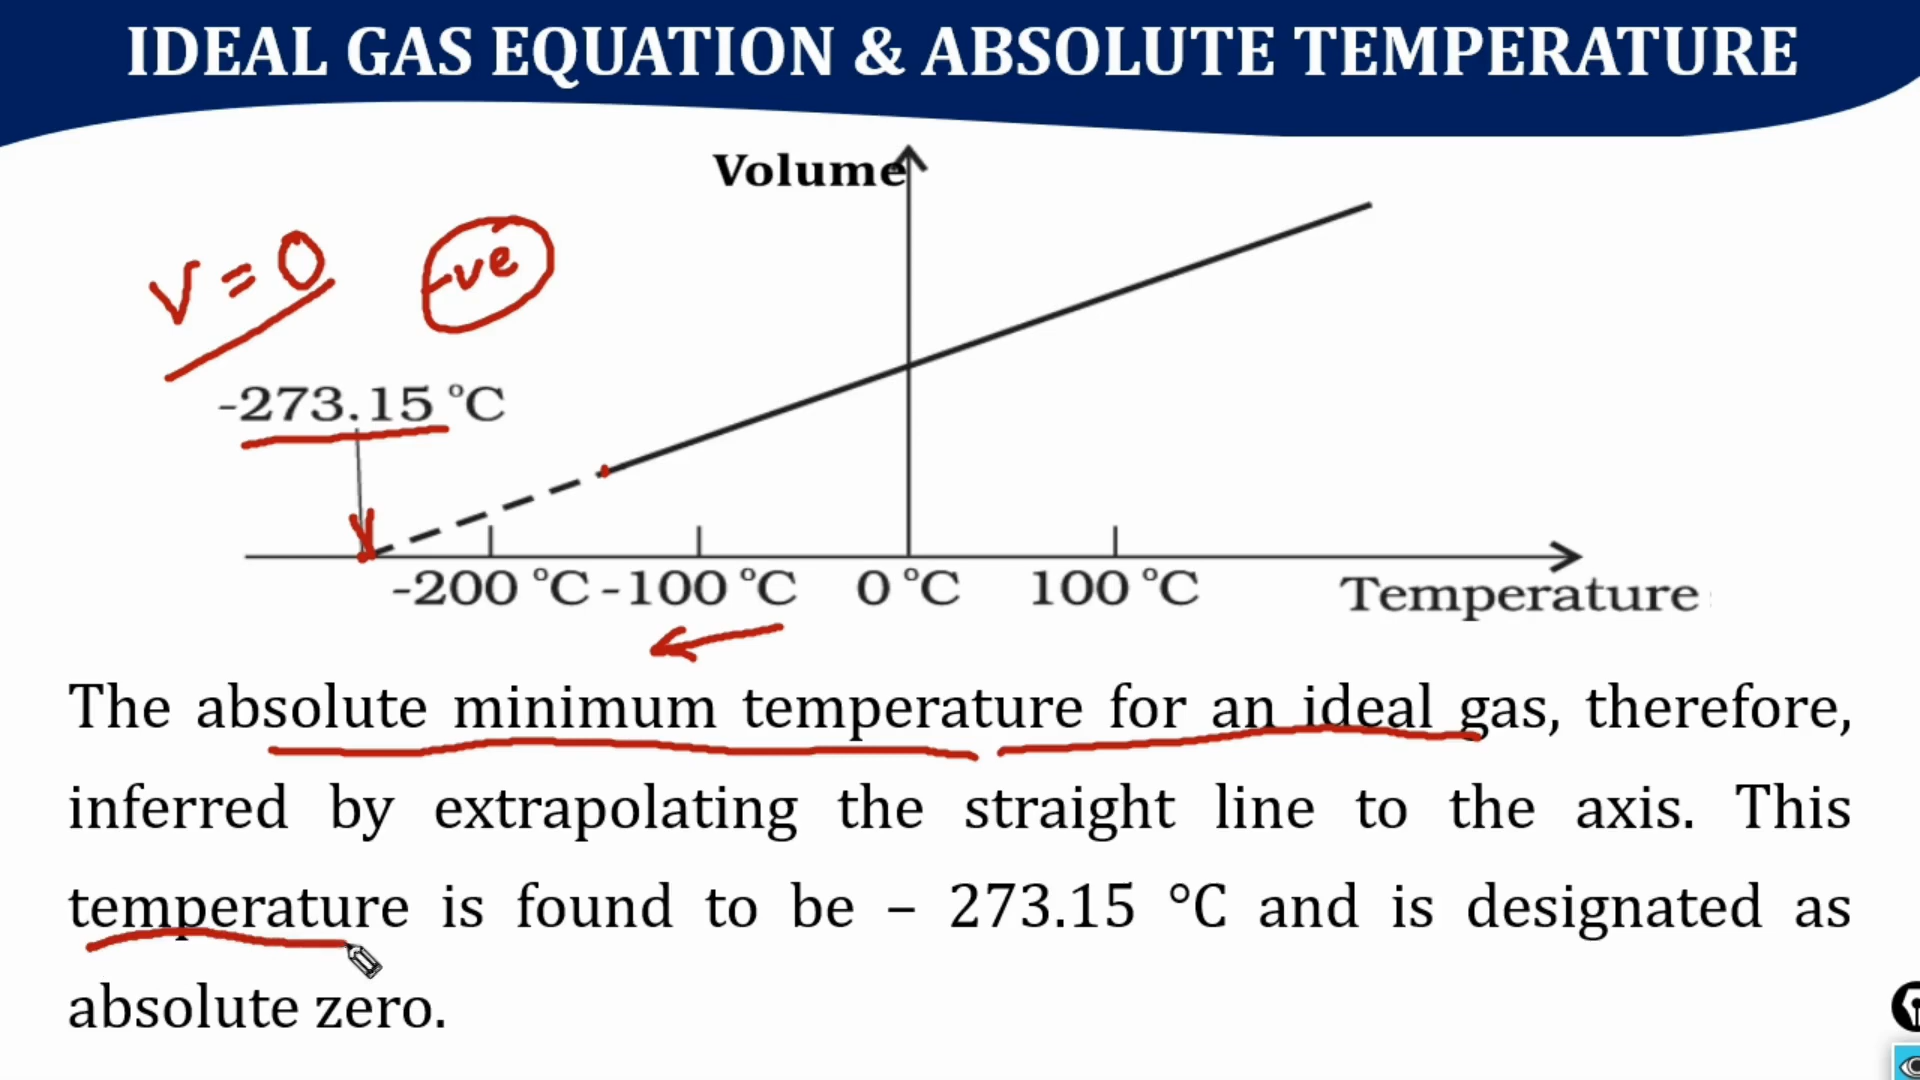 IDEAL GAS EQUATION & ABSOLUTE TEMPERATURE
Volume
V = 0
-ve
-273.15 °C
-200 °C -100 °C 0 °C 100 °C
Temperature
The absolute minimum temperature for an ideal gas, therefore,
inferred by extrapolating the straight line to the axis. This
temperature is found to be – 273.15 °C and is designated as
absolute zero.